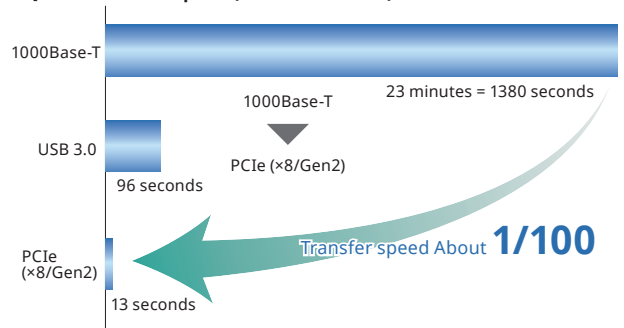 1000Base-T
23 minutes = 1380 seconds
1000Base-T
USB 3.0
PCIe (×8/Gen2)
96 seconds
Transfer speed About 1/100
PCIe
(×8/Gen2)
13 seconds